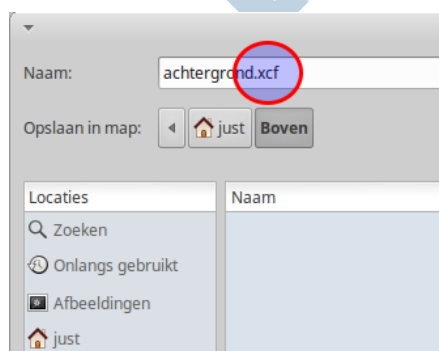 Naam: achtergrond.xcf
Opslaan in map: just Boven
Locaties Naam
Zoeken
Onlangs gebruikt
Afbeeldingen
just